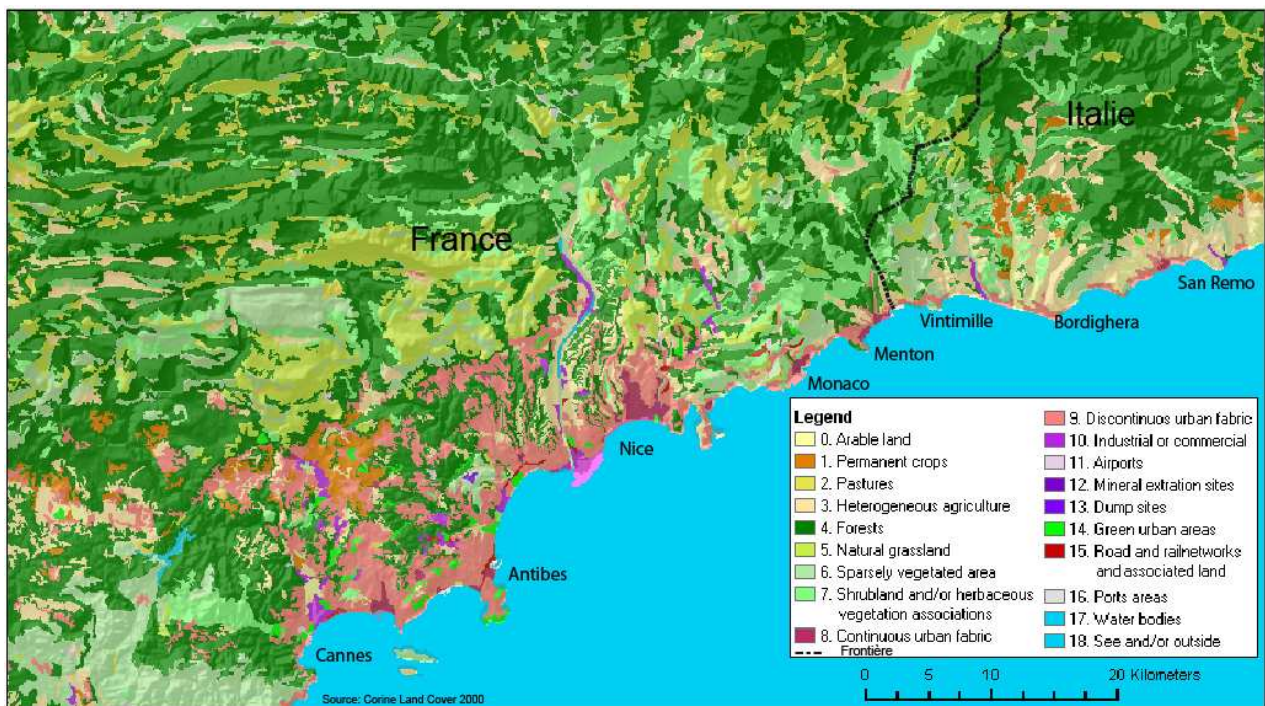 Italie
France
San Remo
Vintimille
Bordighera
Menton
Monaco
Nice
Antibes
Cannes
Legend
0. Arable land
1. Permanent crops
2. Pastures
3. Heterogeneous agriculture
4. Forests
5. Natural grassland
6. Sparsely vegetated area
7. Shrubland and/or herbaceous
vegetation associations
8. Continuous urban fabric
Frontière
9. Discontinuos urban fabric
10. Industrial or commercial
11. Airports
12. Mineral extration sites
13. Dump sites
14. Green urban areas
15. Road and railnetworks
and associated land
16. Ports areas
17. Water bodies
18. See and/or outside
0 5 10 20 Kilometers
Source: Corine Land Cover 2000